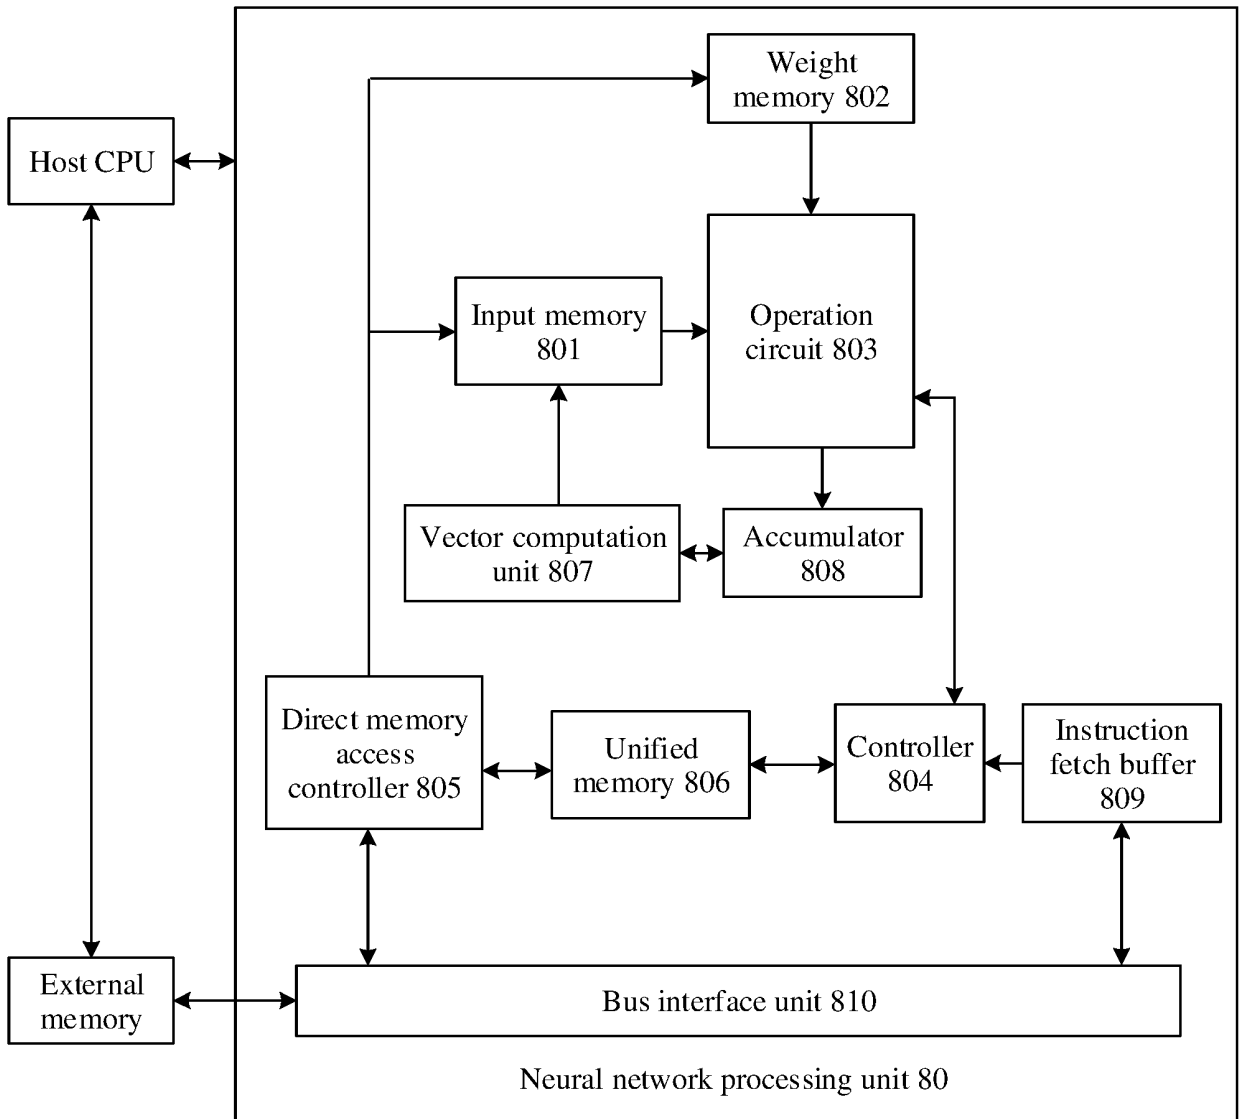 Weight
memory 802
Host CPU
Input memory
801
Operation
circuit 803
Vector computation
unit 807
Accumulator
808
Direct memory
access
controller 805
Unified
memory 806
Controller
804
Instruction
fetch buffer
809
External
memory
Bus interface unit 810
Neural network processing unit 80